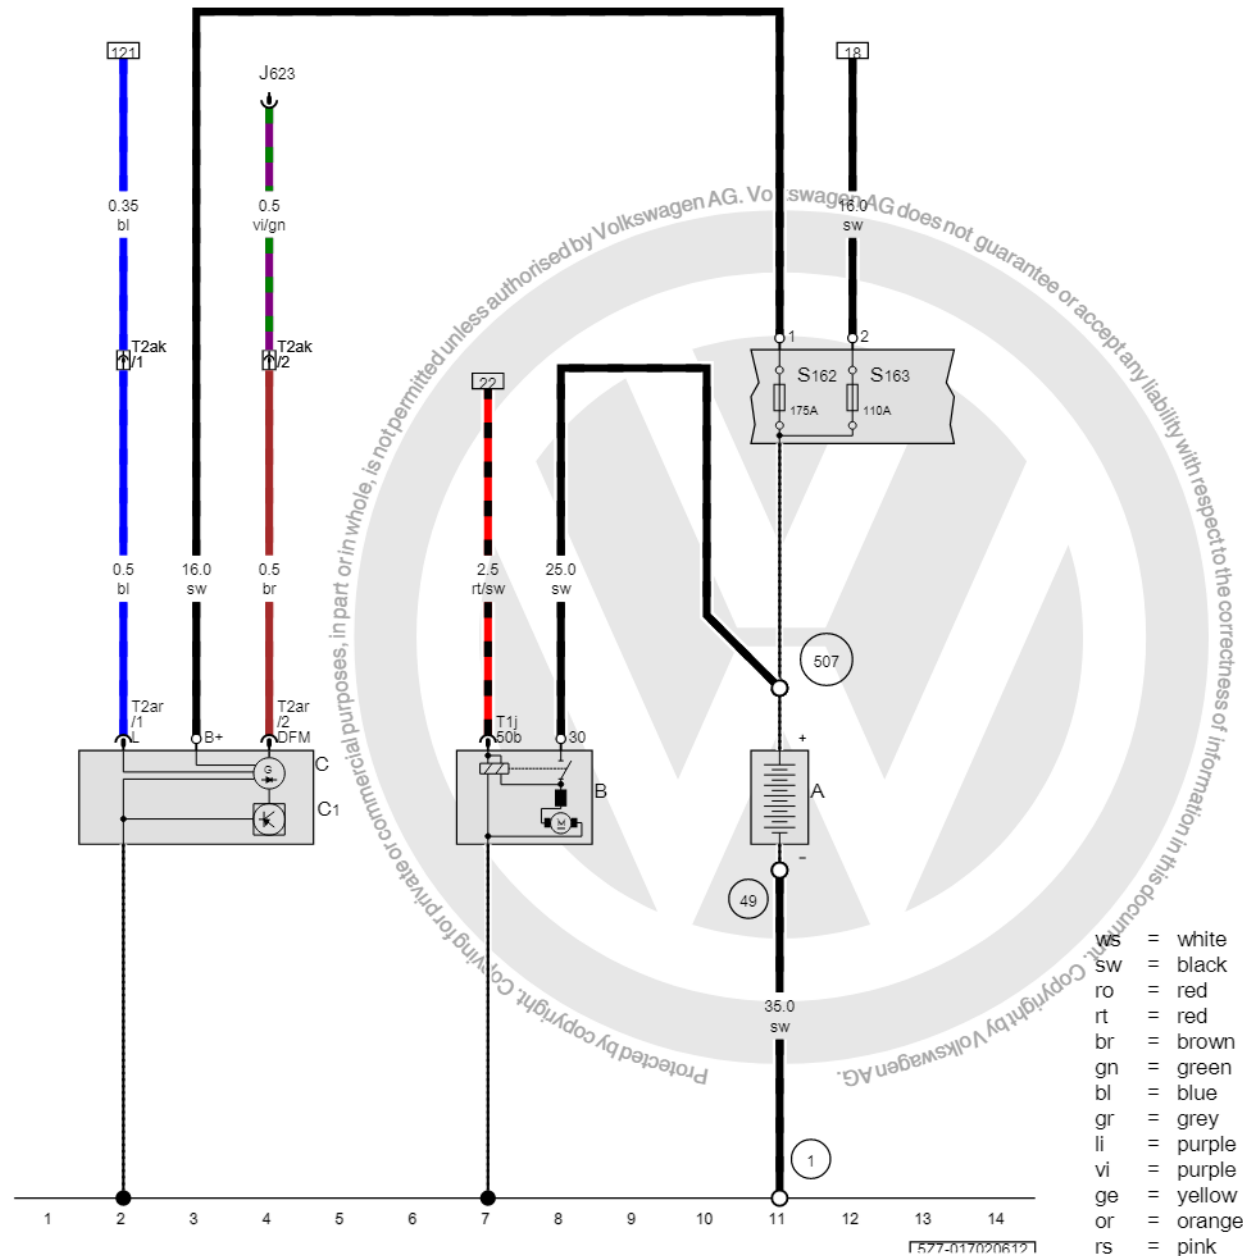 121
J623
18
0.35
bl
0.5
vi/gn
16.0
sw
T2ak
/1
T2ak
/2
1
2
S162
S163
175A
110A
22
0.5
bl
16.0
sw
0.5
br
2.5
rt/sw
25.0
sw
507
T2ar
/1
L
B+
T2ar
/2
DFM
T1j
50b
30
+
G
C
C1
M
B
A
-
49
35.0
sw
1
1 2 3 4 5 6 7 8 9 10 11 12 13 14
577-017020612
ws = white
sw = black
ro = red
rt = red
br = brown
gn = green
bl = blue
gr = grey
li = purple
vi = purple
ge = yellow
or = orange
rs = pink
Protected by copyright. Copying for private or commercial purposes, in part or in whole, is not permitted unless authorised by Volkswagen AG. Volkswagen AG does not guarantee or accept any liability with respect to the correctness of information in this document. Copyright by Volkswagen AG.